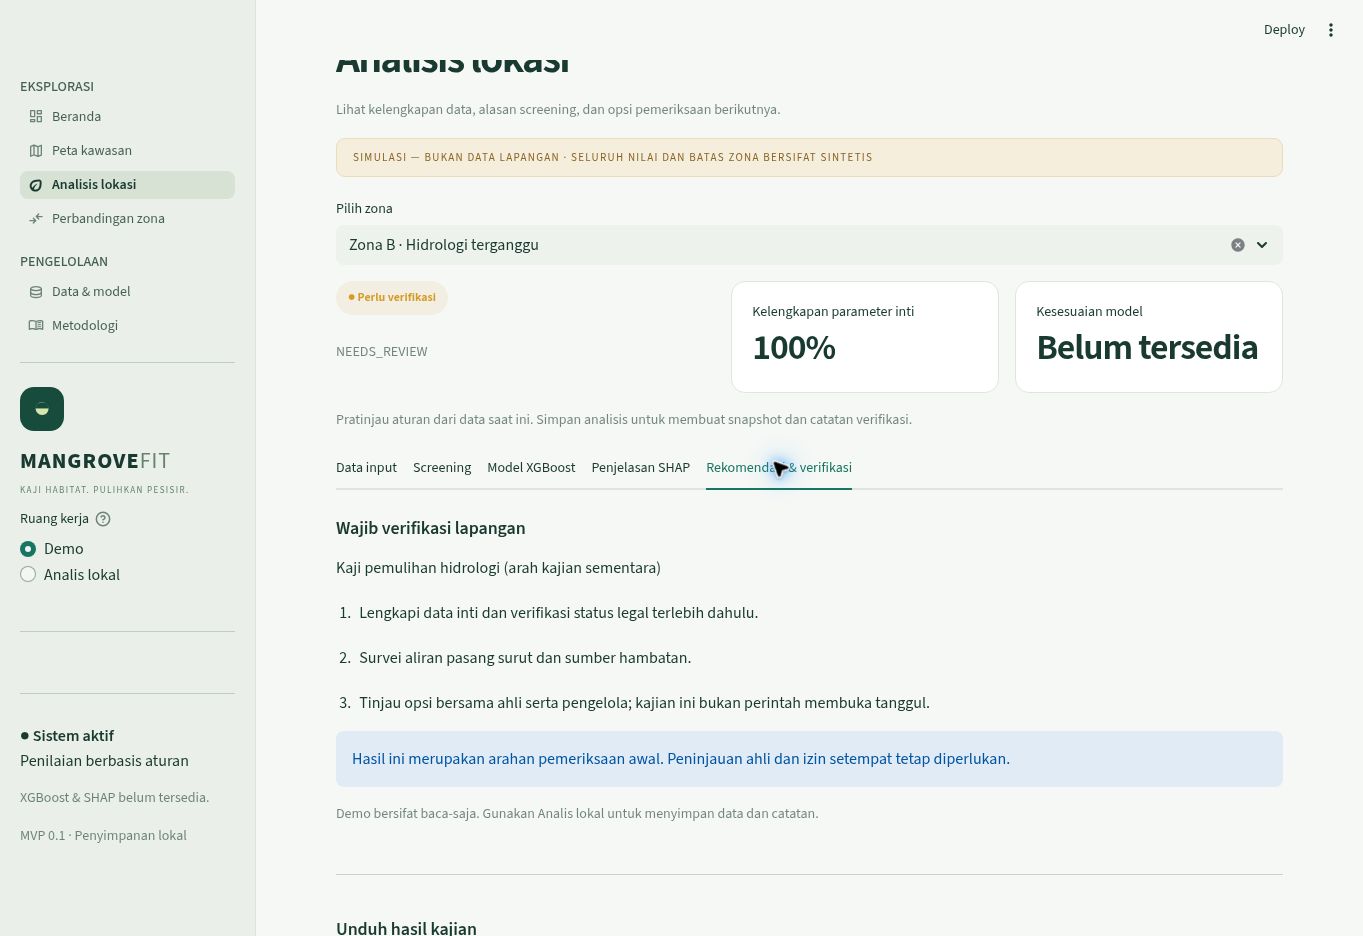 Deploy
EKSPLORASI
Beranda
Peta kawasan
Analisis lokasi
Perbandingan zona
PENGELOLAAN
Data & model
Metodologi
MANGROVEFIT
KAJI HABITAT. PULIHKAN PESISIR.
Ruang kerja
Demo
Analis lokal
Sistem aktif
Penilaian berbasis aturan
XGBoost & SHAP belum tersedia.
MVP 0.1 · Penyimpanan lokal
Analisis lokasi
Lihat kelengkapan data, alasan screening, dan opsi pemeriksaan berikutnya.
SIMULASI — BUKAN DATA LAPANGAN · SELURUH NILAI DAN BATAS ZONA BERSIFAT SINTETIS
Pilih zona
Zona B · Hidrologi terganggu
Perlu verifikasi
NEEDS_REVIEW
Kelengkapan parameter inti
100%
Kesesuaian model
Belum tersedia
Pratinjau aturan dari data saat ini. Simpan analisis untuk membuat snapshot dan catatan verifikasi.
Data input Screening Model XGBoost Penjelasan SHAP Rekomendasi & verifikasi
Wajib verifikasi lapangan
Kaji pemulihan hidrologi (arah kajian sementara)
1. Lengkapi data inti dan verifikasi status legal terlebih dahulu.
2. Survei aliran pasang surut dan sumber hambatan.
3. Tinjau opsi bersama ahli serta pengelola; kajian ini bukan perintah membuka tanggul.
Hasil ini merupakan arahan pemeriksaan awal. Peninjauan ahli dan izin setempat tetap diperlukan.
Demo bersifat baca-saja. Gunakan Analis lokal untuk menyimpan data dan catatan.
Unduh hasil kajian